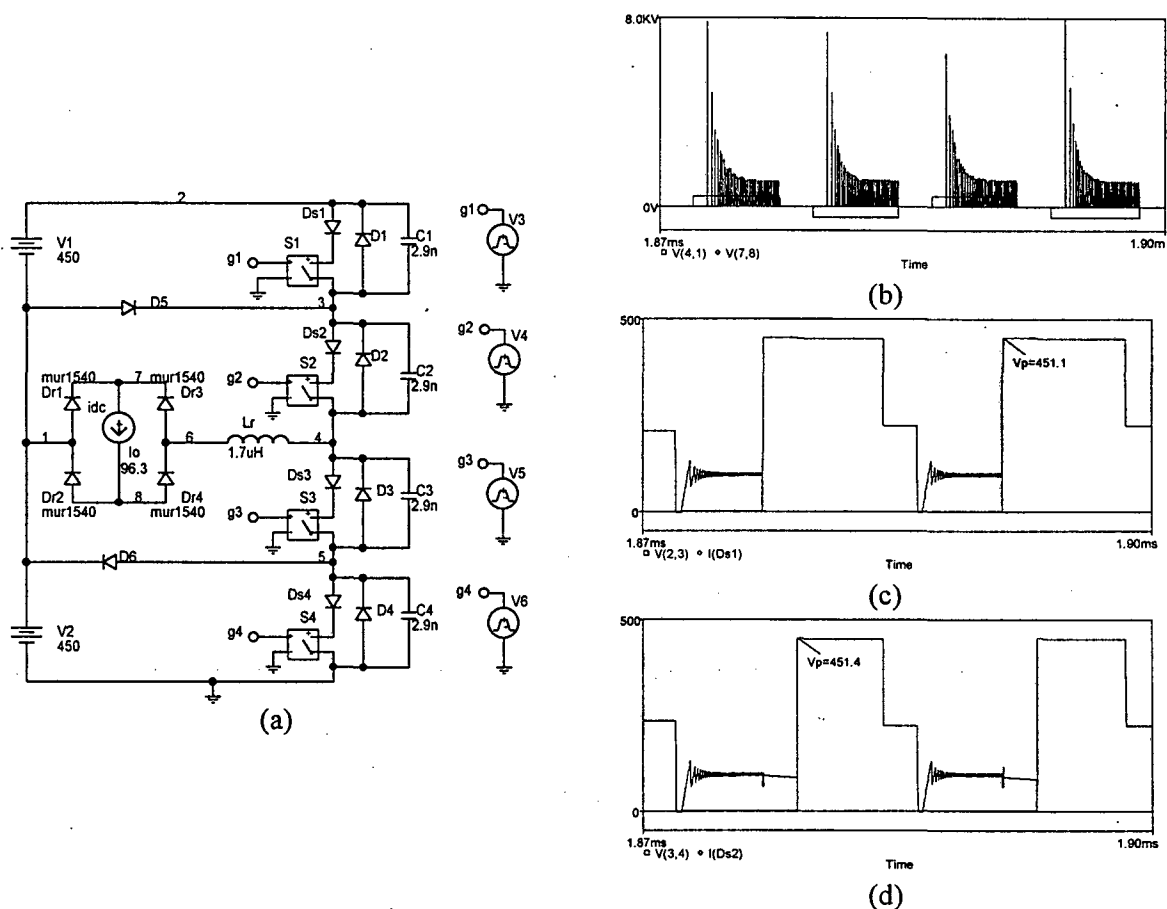 2
V1
450
Ds1
S1
g1
D1
C1
2.9n
g1
V3
D5
3
Ds2
S2
g2
D2
C2
2.9n
g2
V4
mur1540
7
mur1540
Dr1
Dr3
idc
Io
96.3
1
6
Lr
1.7uH
4
Dr2
8
Dr4
mur1540
mur1540
Ds3
S3
g3
D3
C3
2.9n
g3
V5
D6
5
Ds4
S4
g4
D4
C4
2.9n
g4
V6
V2
450
(a)
8.0KV
0V
1.87ms
1.90m
V(4,1) V(7,8)
Time
(b)
500
Vp=451.1
0
1.87ms
1.90ms
V(2,3) I(Ds1)
Time
(c)
500
Vp=451.4
0
1.87ms
1.90ms
V(3,4) I(Ds2)
Time
(d)